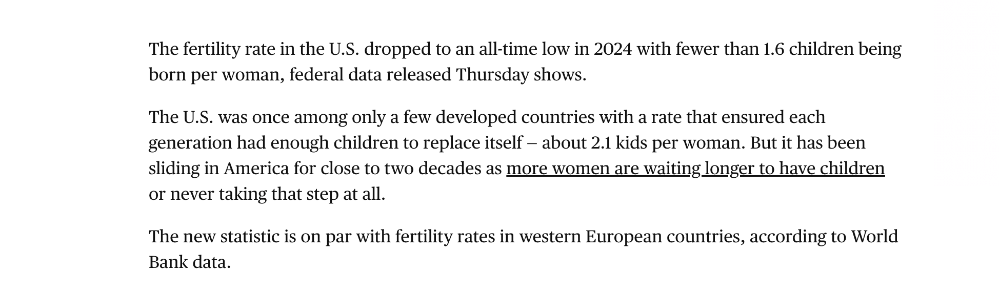 The fertility rate in the U.S. dropped to an all-time low in 2024 with fewer than 1.6 children being
born per woman, federal data released Thursday shows.
The U.S. was once among only a few developed countries with a rate that ensured each
generation had enough children to replace itself — about 2.1 kids per woman. But it has been
sliding in America for close to two decades as more women are waiting longer to have children
or never taking that step at all.
The new statistic is on par with fertility rates in western European countries, according to World
Bank data.